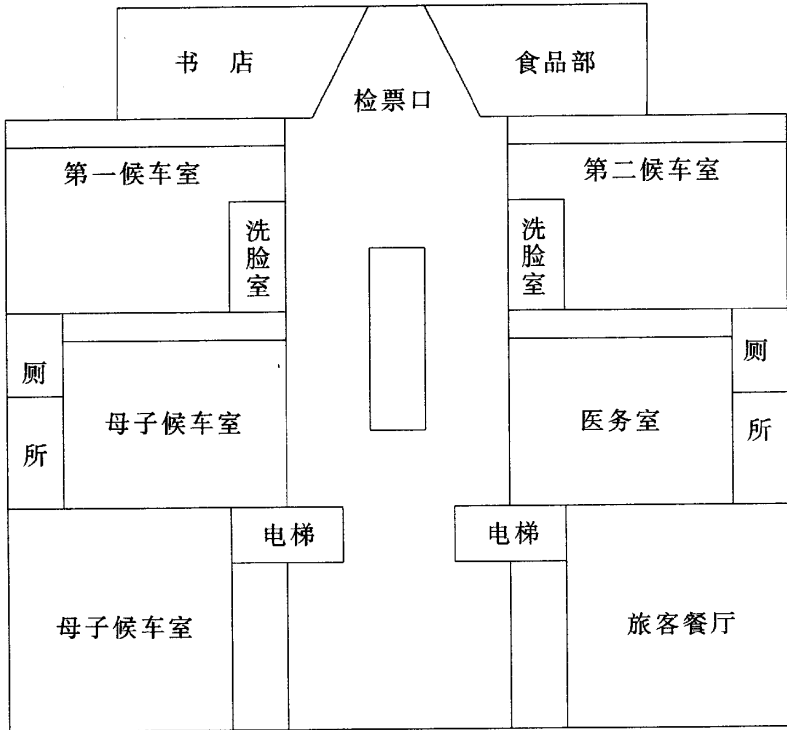 书 店
食品部
检票口
第一候车室
第二候车室
洗脸室
洗脸室
厕所
厕所
母子候车室
医务室
电梯
电梯
母子候车室
旅客餐厅